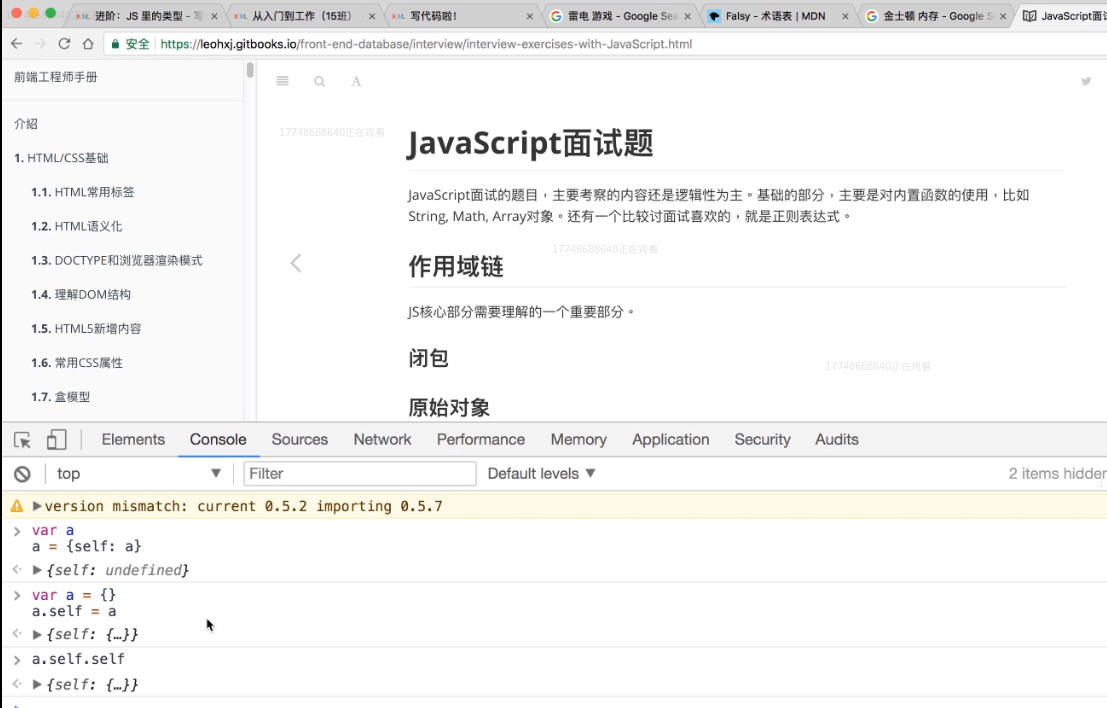 进阶：JS 里的类型 - 写
从入门到工作（15班）
写代码啦！
雷电 游戏 - Google Sea
Falsy - 术语表 | MDN
金士顿 内存 - Google S
JavaScript面试
安全 https://leohxj.gitbooks.io/front-end-database/interview/interview-exercises-with-JavaScript.html
前端工程师手册
介紹
1. HTML/CSS基础
1.1. HTML常用标签
1.2. HTML语义化
1.3. DOCTYPE和浏览器渲染模式
1.4. 理解DOM结构
1.5. HTML5新增内容
1.6. 常用CSS属性
1.7. 盒模型
A
17748688640正在观看
JavaScript面试题
JavaScript面试的题目，主要考察的内容还是逻辑性为主。基础的部分，主要是对内置函数的使用，比如
String, Math, Array对象。还有一个比较讨面试喜欢的，就是正则表达式。
17748688640正在观看
作用域链
JS核心部分需要理解的一个重要部分。
闭包
17748688640正在观看
原始对象
Elements Console Sources Network Performance Memory Application Security Audits
top Filter Default levels 2 items hidden
version mismatch: current 0.5.2 importing 0.5.7
var a
a = {self: a}
{self: undefined}
var a = {}
a.self = a
{self: {…}}
a.self.self
{self: {…}}